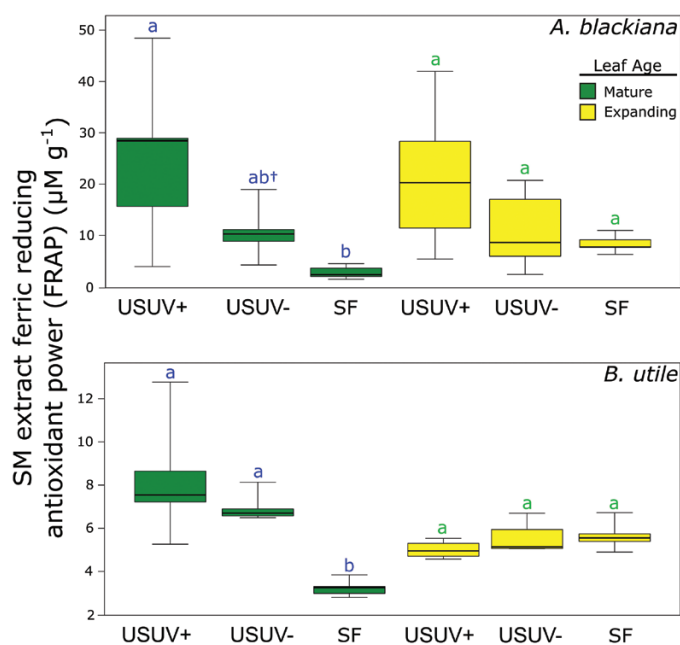 SM extract ferric reducing
antioxidant power (FRAP) (µM g⁻¹)
A. blackiana
Leaf Age
Mature
Expanding
a
ab†
b
a
a
a
50
40
30
20
10
0
USUV+ USUV- SF USUV+ USUV- SF
B. utile
a
a
b
a
a
a
12
10
8
6
4
2
USUV+ USUV- SF USUV+ USUV- SF